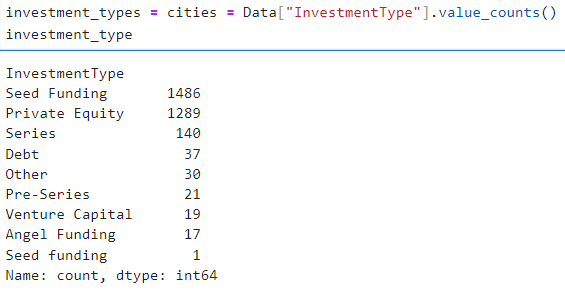 investment_types = cities = Data["InvestmentType"].value_counts()
investment_type
InvestmentType
Seed Funding 1486
Private Equity 1289
Series 140
Debt 37
Other 30
Pre-Series 21
Venture Capital 19
Angel Funding 17
Seed funding 1
Name: count, dtype: int64